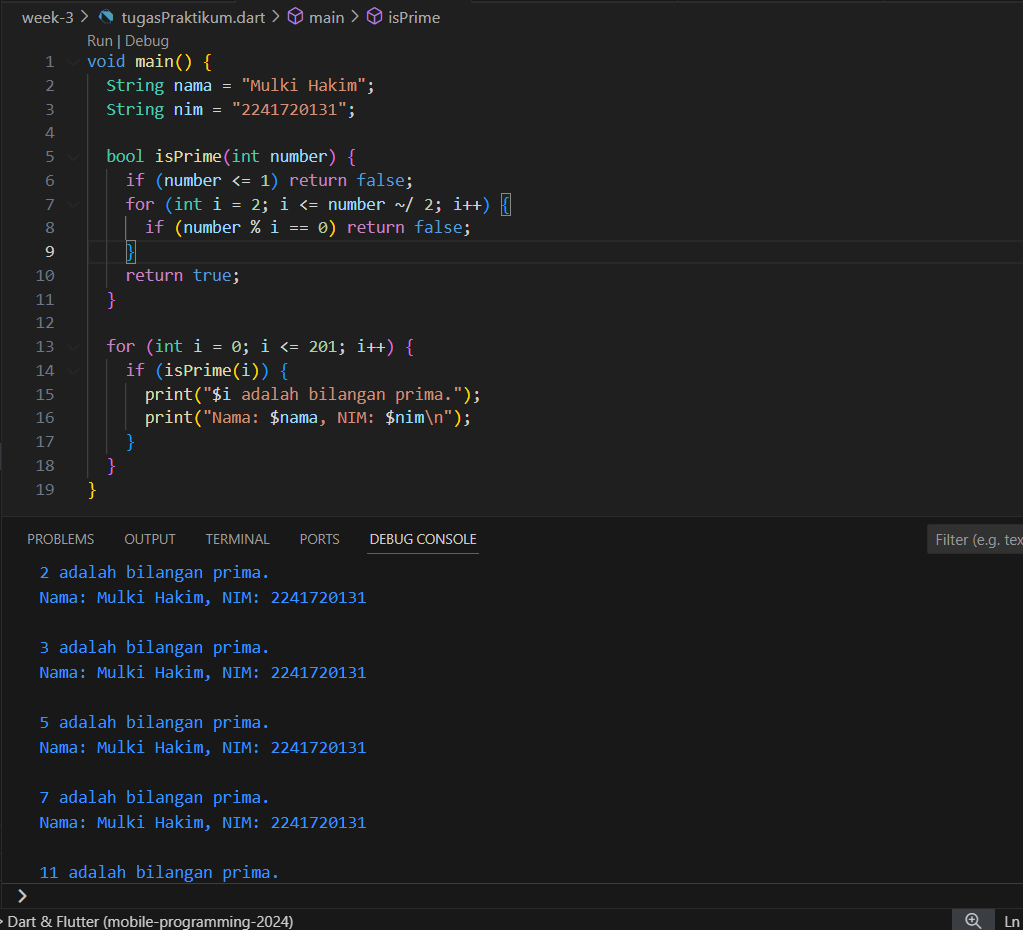 week-3 > tugasPraktikum.dart > main > isPrime
Run | Debug
1 void main() {
2 String nama = "Mulki Hakim";
3 String nim = "2241720131";
4
5 bool isPrime(int number) {
6 if (number <= 1) return false;
7 for (int i = 2; i <= number ~/ 2; i++) {
8 if (number % i == 0) return false;
9 }
10 return true;
11 }
12
13 for (int i = 0; i <= 201; i++) {
14 if (isPrime(i)) {
15 print("$i adalah bilangan prima.");
16 print("Nama: $nama, NIM: $nim\n");
17 }
18 }
19 }
PROBLEMS OUTPUT TERMINAL PORTS DEBUG CONSOLE Filter (e.g. tex
2 adalah bilangan prima.
Nama: Mulki Hakim, NIM: 2241720131
3 adalah bilangan prima.
Nama: Mulki Hakim, NIM: 2241720131
5 adalah bilangan prima.
Nama: Mulki Hakim, NIM: 2241720131
7 adalah bilangan prima.
Nama: Mulki Hakim, NIM: 2241720131
11 adalah bilangan prima.
>
Dart & Flutter (mobile-programming-2024) Ln